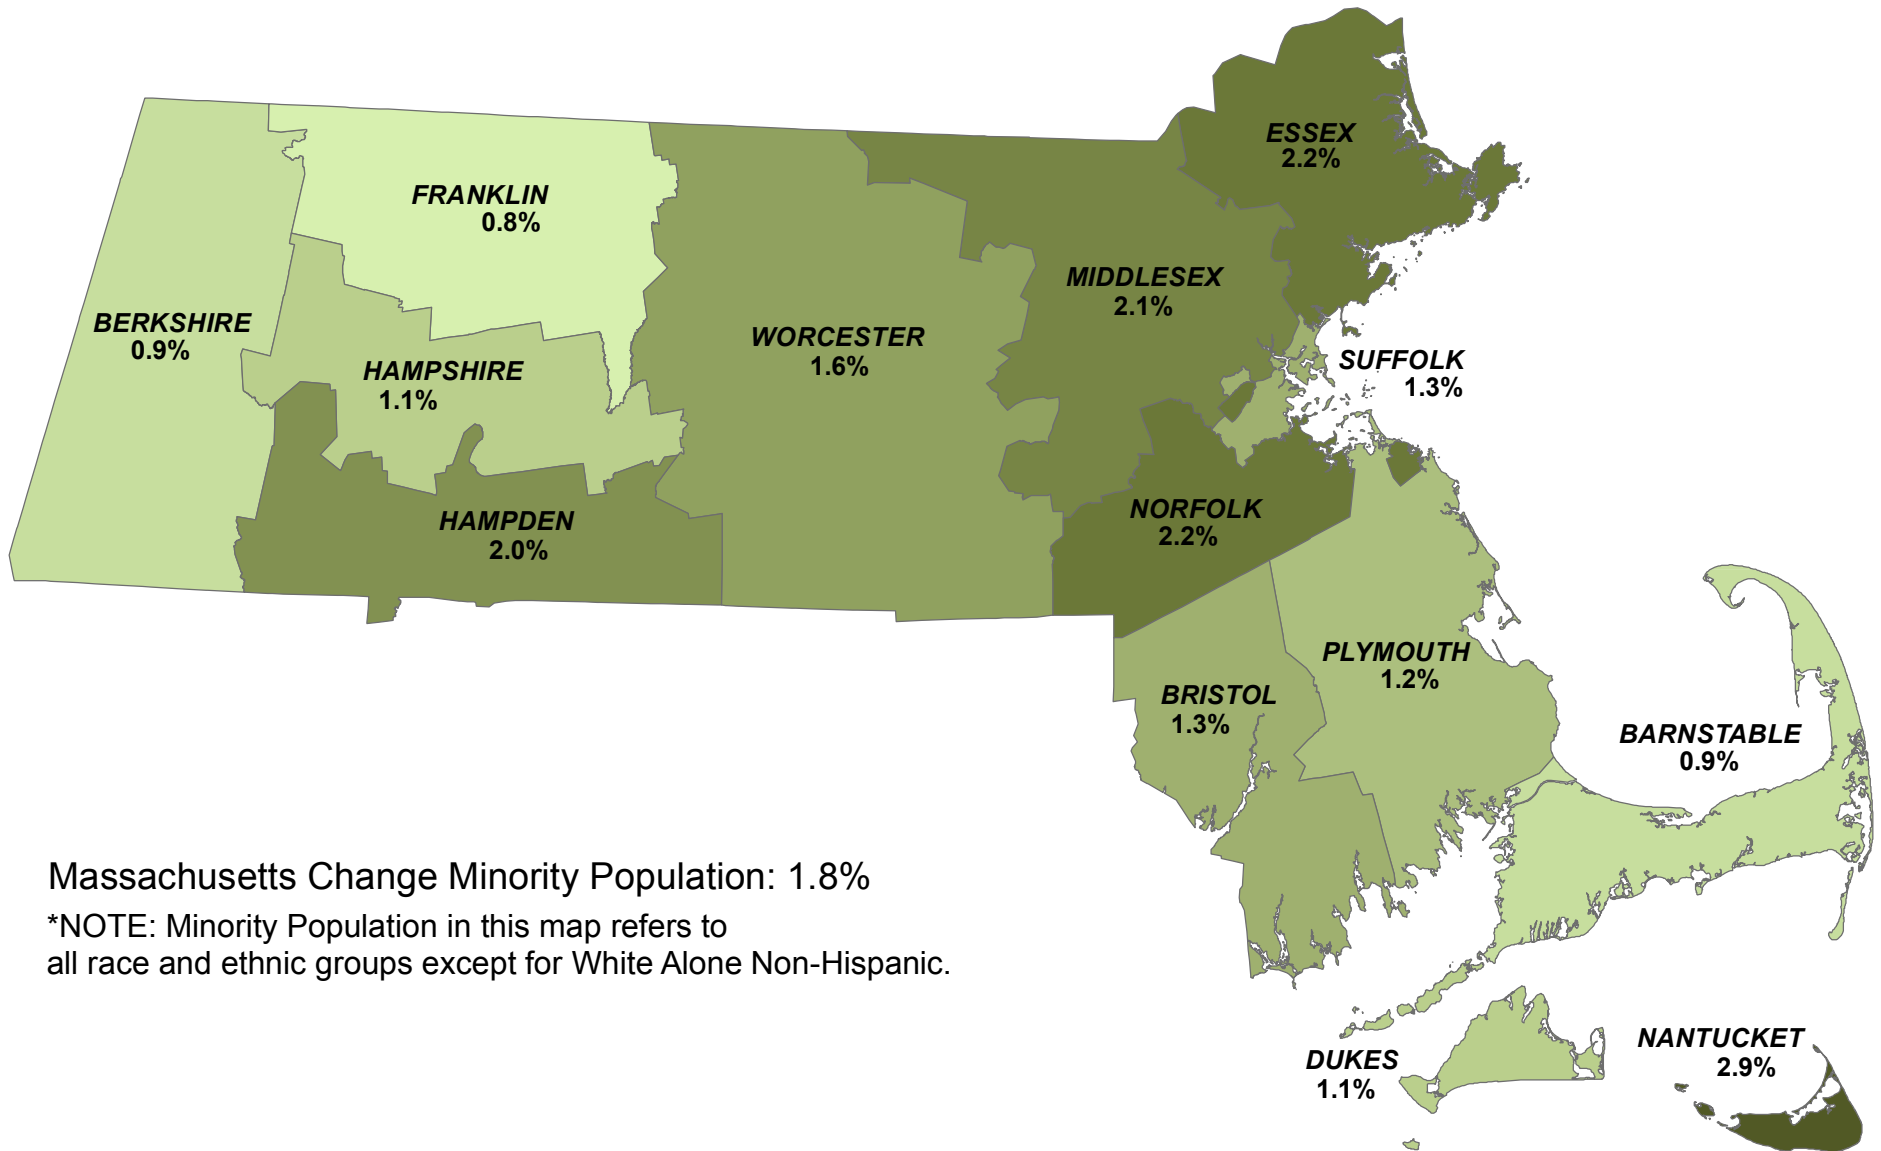 ESSEX
2.2%
FRANKLIN
0.8%
MIDDLESEX
2.1%
BERKSHIRE
0.9%
WORCESTER
1.6%
HAMPSHIRE
1.1%
SUFFOLK
1.3%
HAMPDEN
2.0%
NORFOLK
2.2%
PLYMOUTH
1.2%
BRISTOL
1.3%
BARNSTABLE
0.9%
Massachusetts Change Minority Population: 1.8%
*NOTE: Minority Population in this map refers to
all race and ethnic groups except for White Alone Non-Hispanic.
DUKES
1.1%
NANTUCKET
2.9%